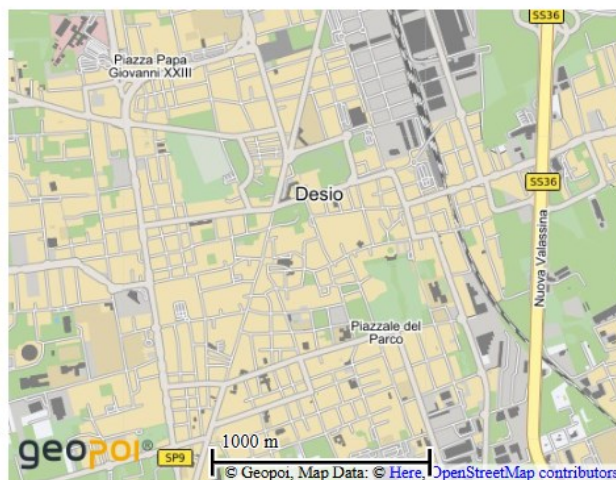 SS36
Piazza Papa
Giovanni XXIII
Desio
SS36
Nuova Valassina
Piazzale del
Parco
geopoi®
SP9
1000 m
© Geopoi, Map Data: © Here, OpenStreetMap contributors